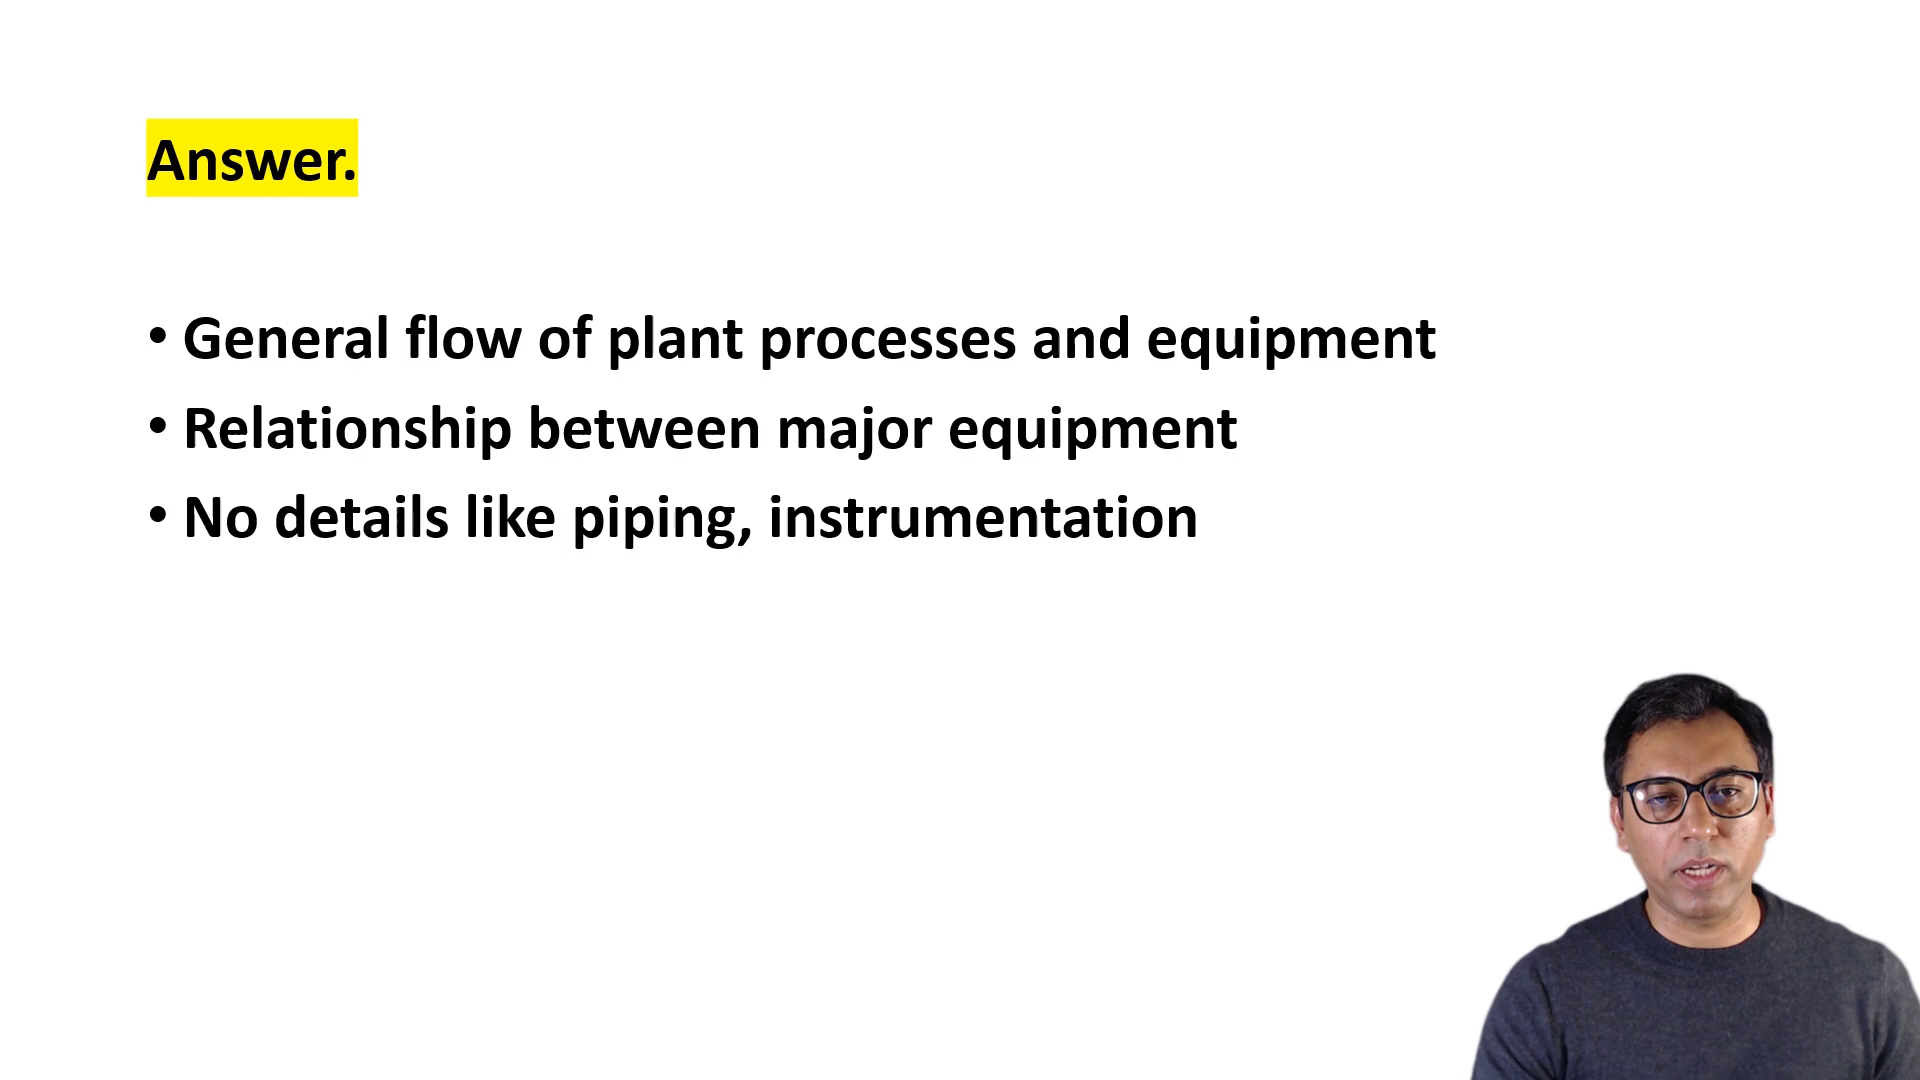 Answer.
• General flow of plant processes and equipment
• Relationship between major equipment
• No details like piping, instrumentation